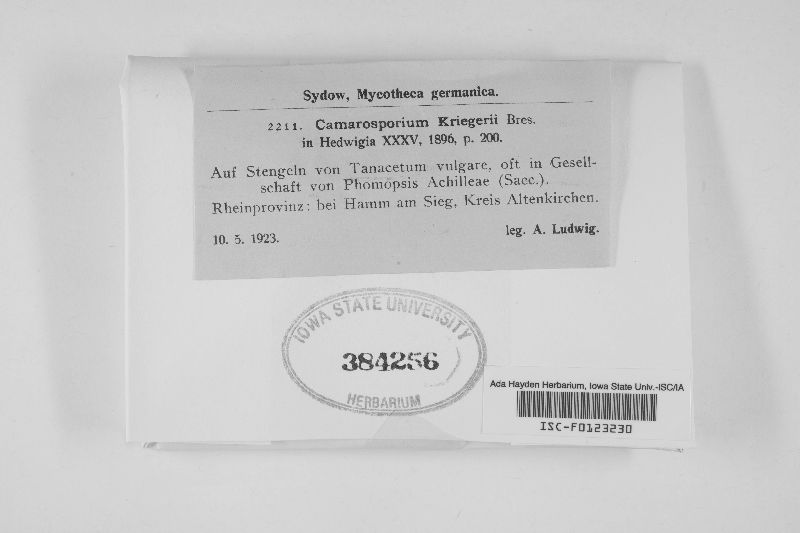 Sydow, Mycotheca germanica.
2211. Camarosporium Kriegerii Bres.
in Hedwigia XXXV, 1896, p. 200.
Auf Stengeln von Tanacetum vulgare, oft in Gesell-
schaft von Phomopsis Achilleae (Sacc.).
Rheinprovinz: bei Hamm am Sieg, Kreis Altenkirchen.
10. 5. 1923. leg. A. Ludwig.
IOWA STATE UNIVERSITY
384256
HERBARIUM
Ada Hayden Herbarium, Iowa State Univ.-ISC/IA
ISC-F0123230